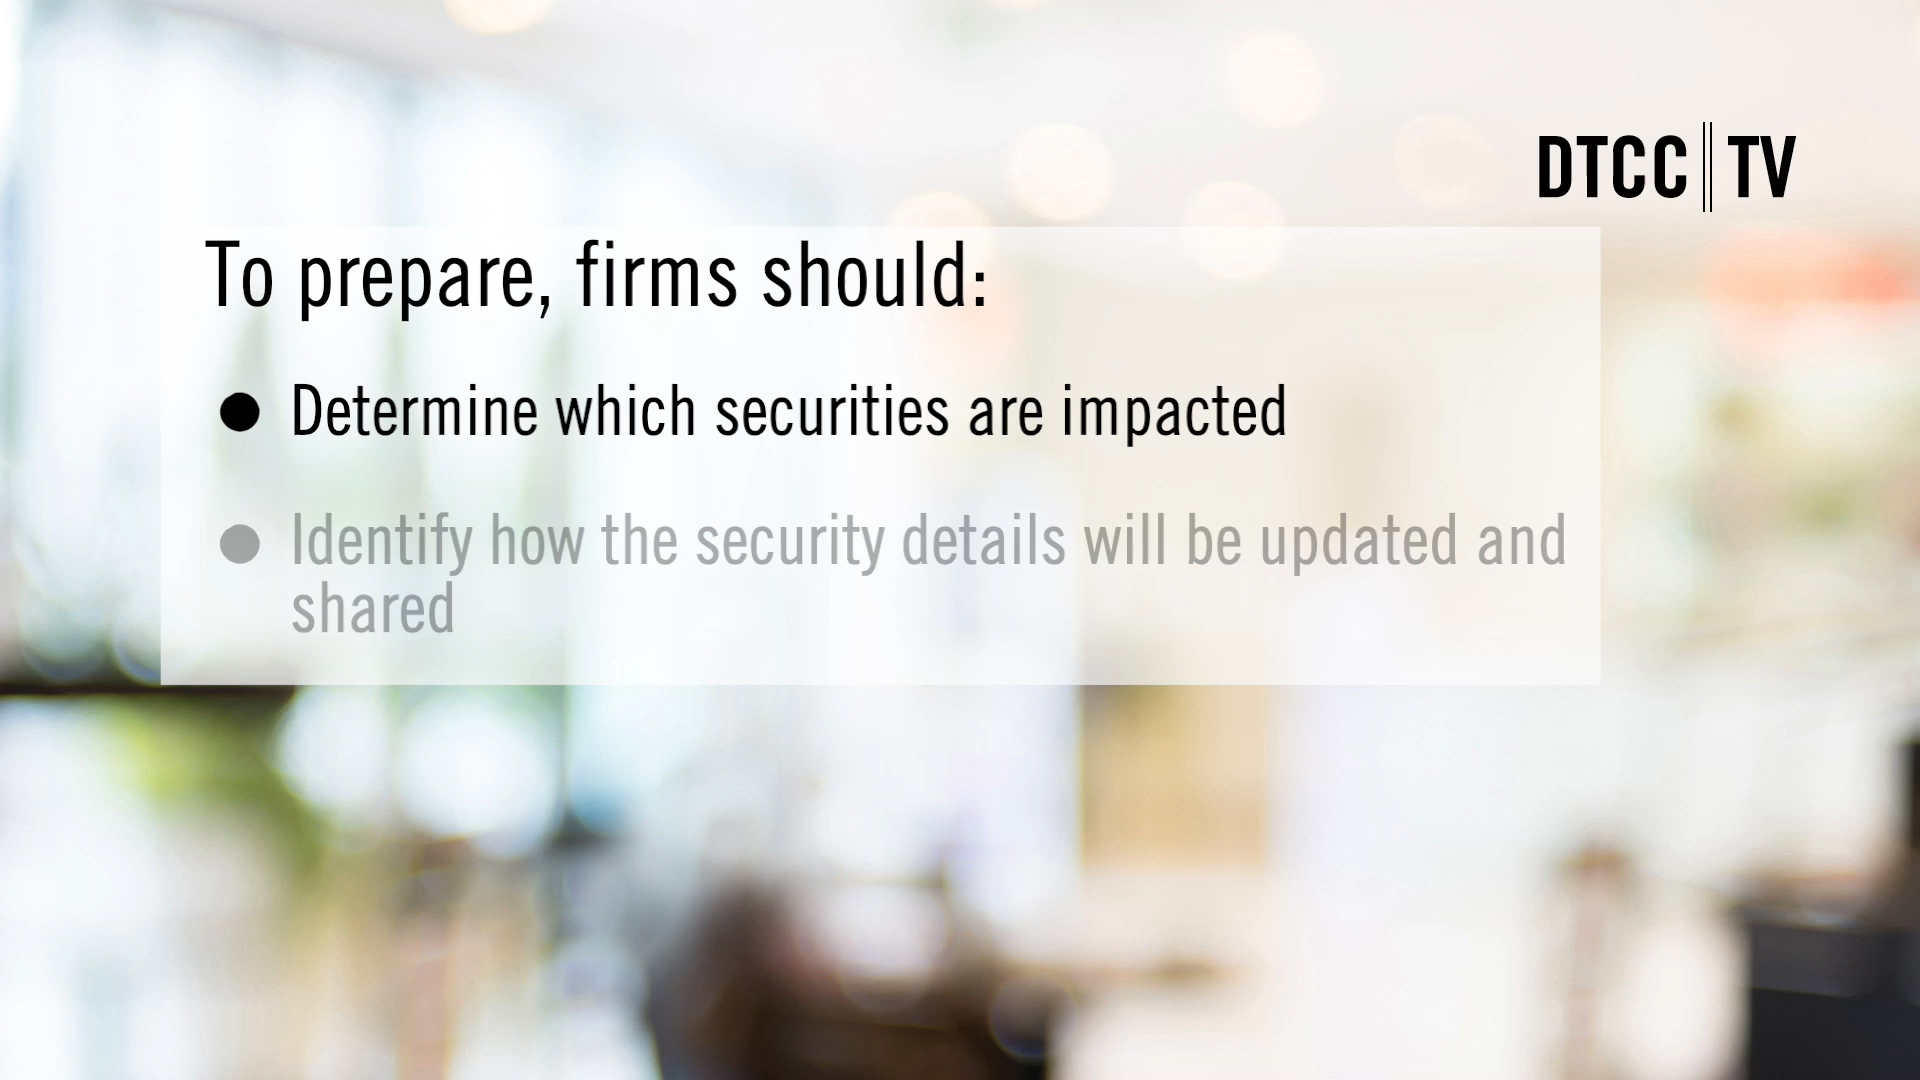 DTCC TV
To prepare, firms should:
● Determine which securities are impacted
● Identify how the security details will be updated and
shared